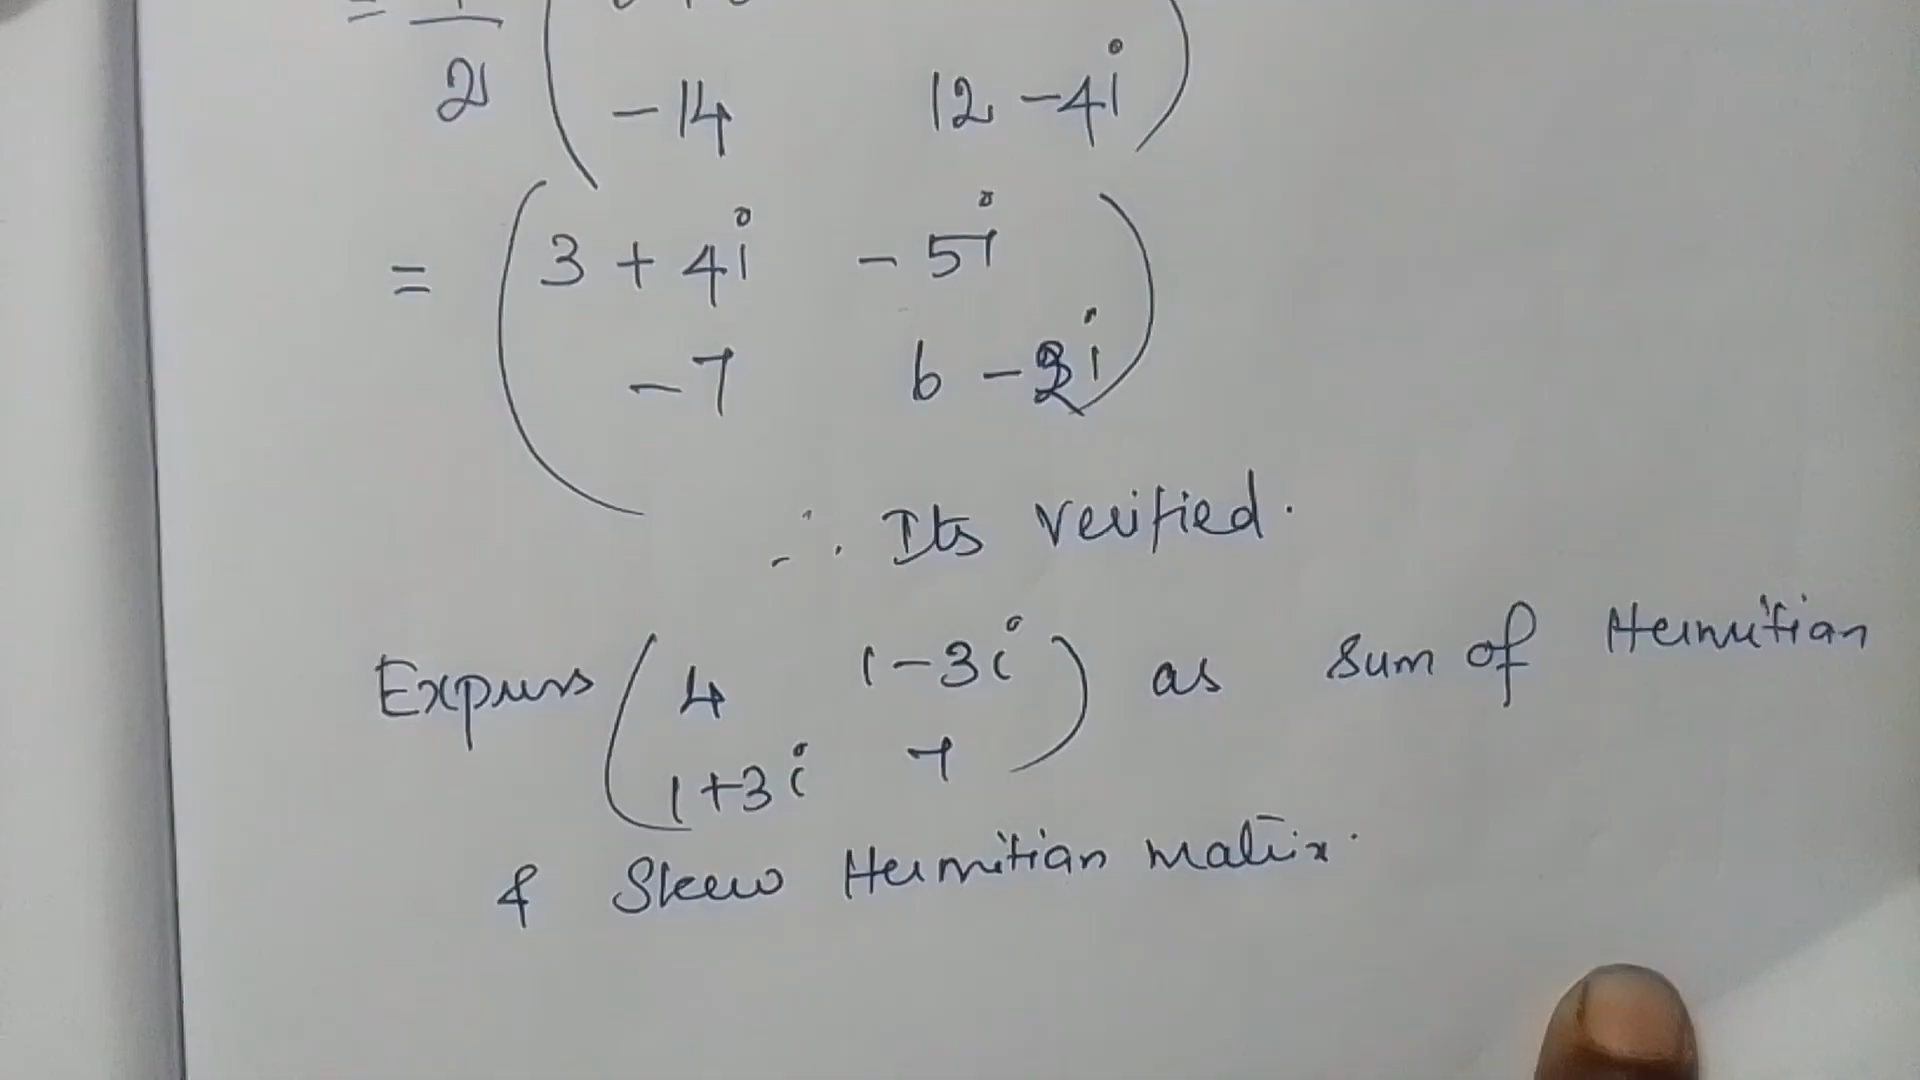 = 2
-14 12 -4i
= 3 + 4i -5i
-7 6 -2i
∴ Its verified.
Express 4 1-3i as sum of Hermitian
1+3i 7
& Skew Hermitian matrix.